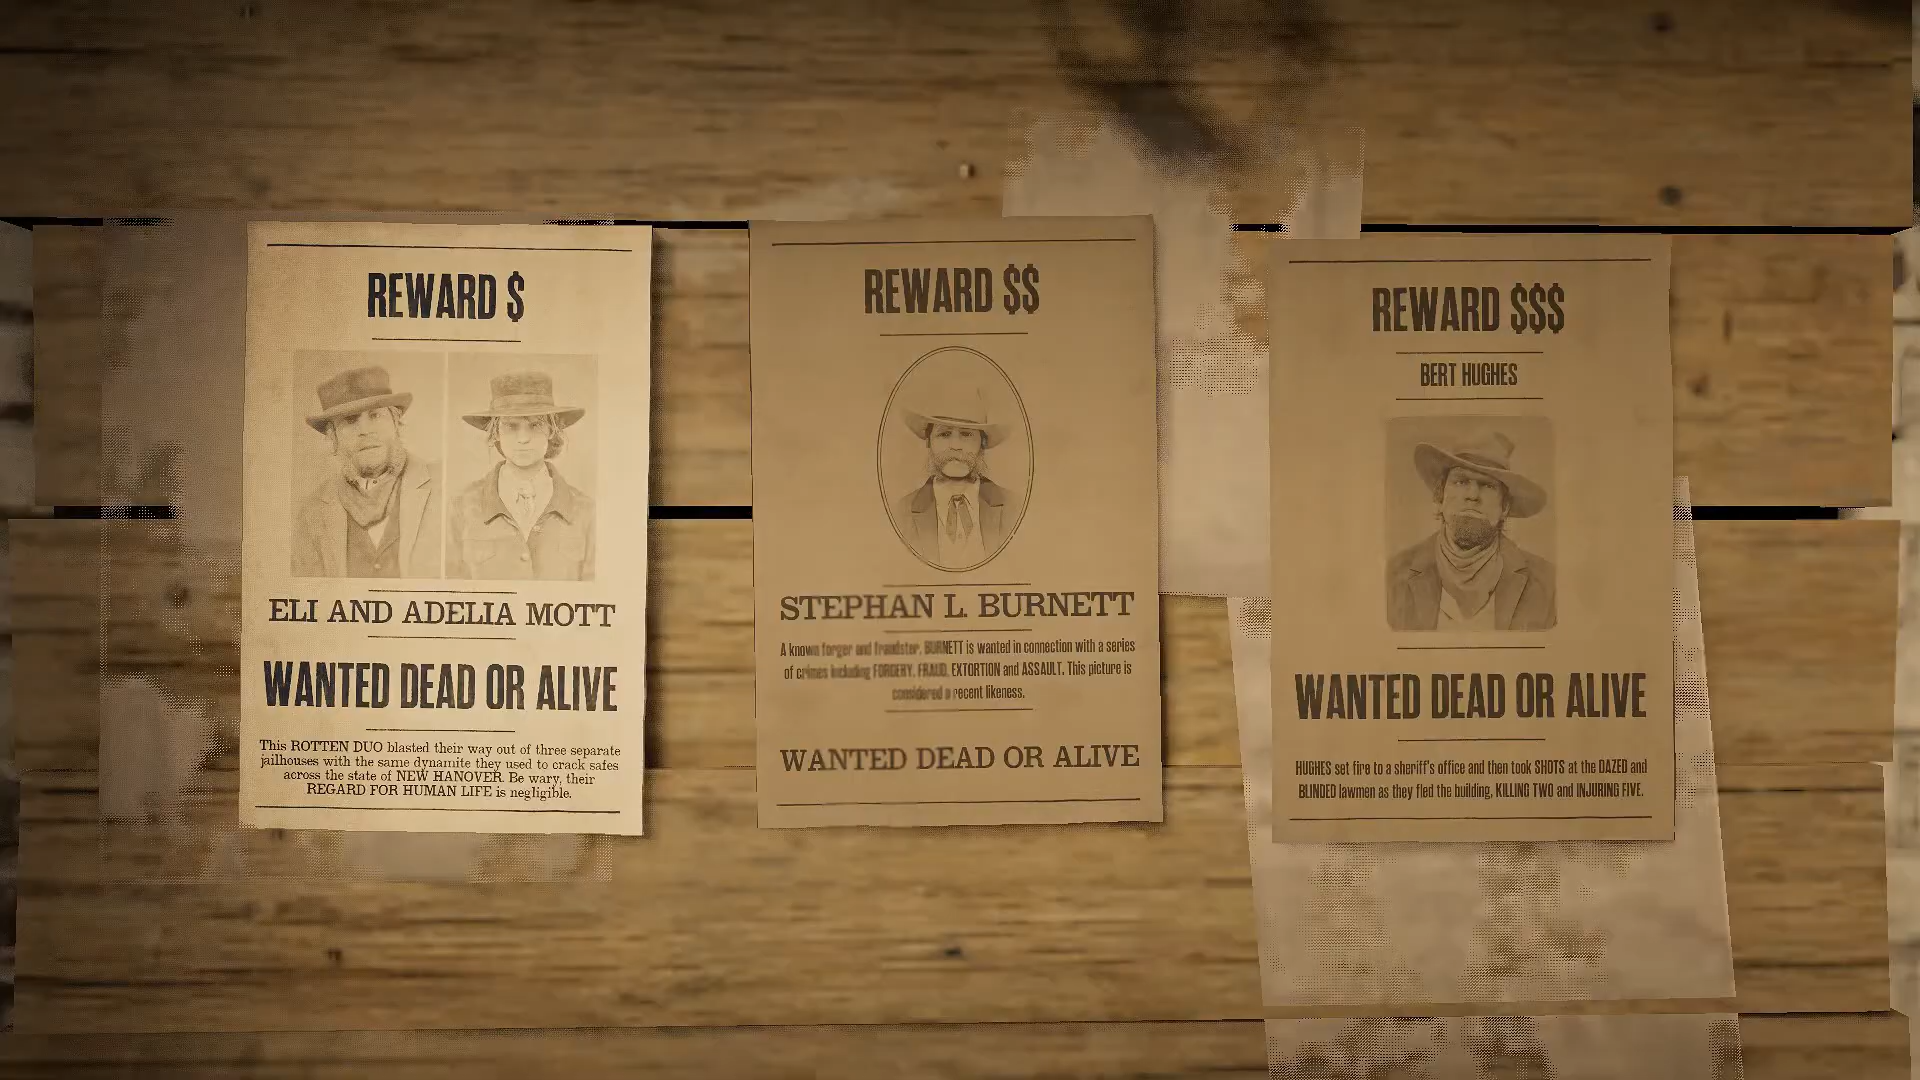 REWARD $
ELI AND ADELIA MOTT
WANTED DEAD OR ALIVE
This ROTTEN DUO blasted their way out of three separate
jailhouses with the same dynamite they used to crack safes
across the state of NEW HANOVER. Be wary, their
REGARD FOR HUMAN LIFE is negligible.
REWARD $$
STEPHAN L. BURNETT
A known forger and fraudster, BURNETT is wanted in connection with a series
of crimes including FORGERY, FRAUD, EXTORTION and ASSAULT. This picture is
considered a recent likeness.
WANTED DEAD OR ALIVE
REWARD $$$
BERT HUGHES
WANTED DEAD OR ALIVE
HUGHES set fire to a sheriff's office and then took SHOTS at the DAZED and
BLINDED lawmen as they fled the building, KILLING TWO and INJURING FIVE.